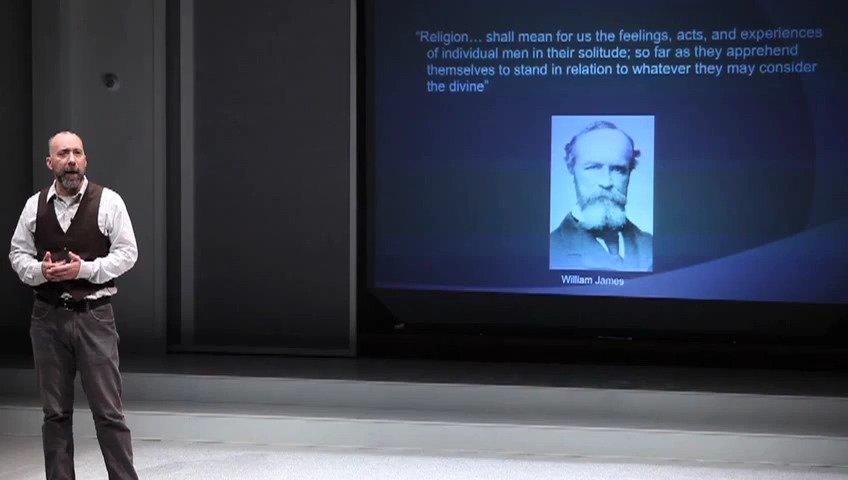 “Religion… shall mean for us the feelings, acts, and experiences
of individual men in their solitude; so far as they apprehend
themselves to stand in relation to whatever they may consider
the divine”
William James